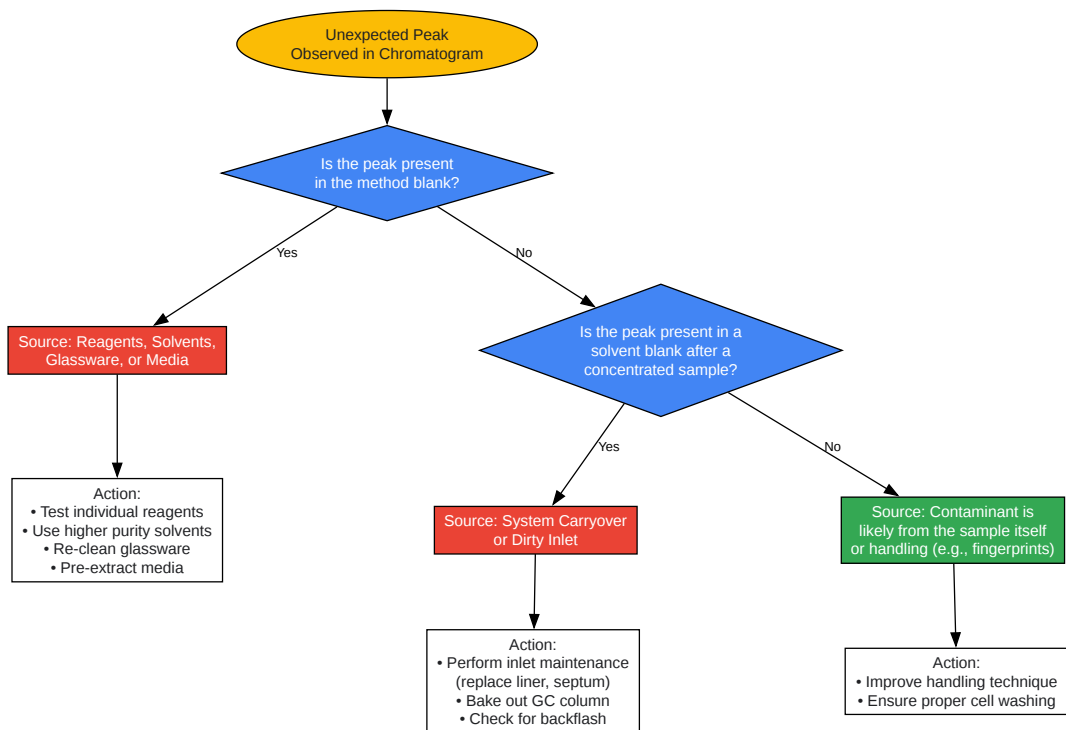 Unexpected Peak
Observed in Chromatogram
Is the peak present
in the method blank?
Yes
No
Source: Reagents, Solvents,
Glassware, or Media
Is the peak present in a
solvent blank after a
concentrated sample?
Yes
No
Action:
• Test individual reagents
• Use higher purity solvents
• Re-clean glassware
• Pre-extract media
Source: System Carryover
or Dirty Inlet
Source: Contaminant is
likely from the sample itself
or handling (e.g., fingerprints)
Action:
• Perform inlet maintenance
(replace liner, septum)
• Bake out GC column
• Check for backflash
Action:
• Improve handling technique
• Ensure proper cell washing